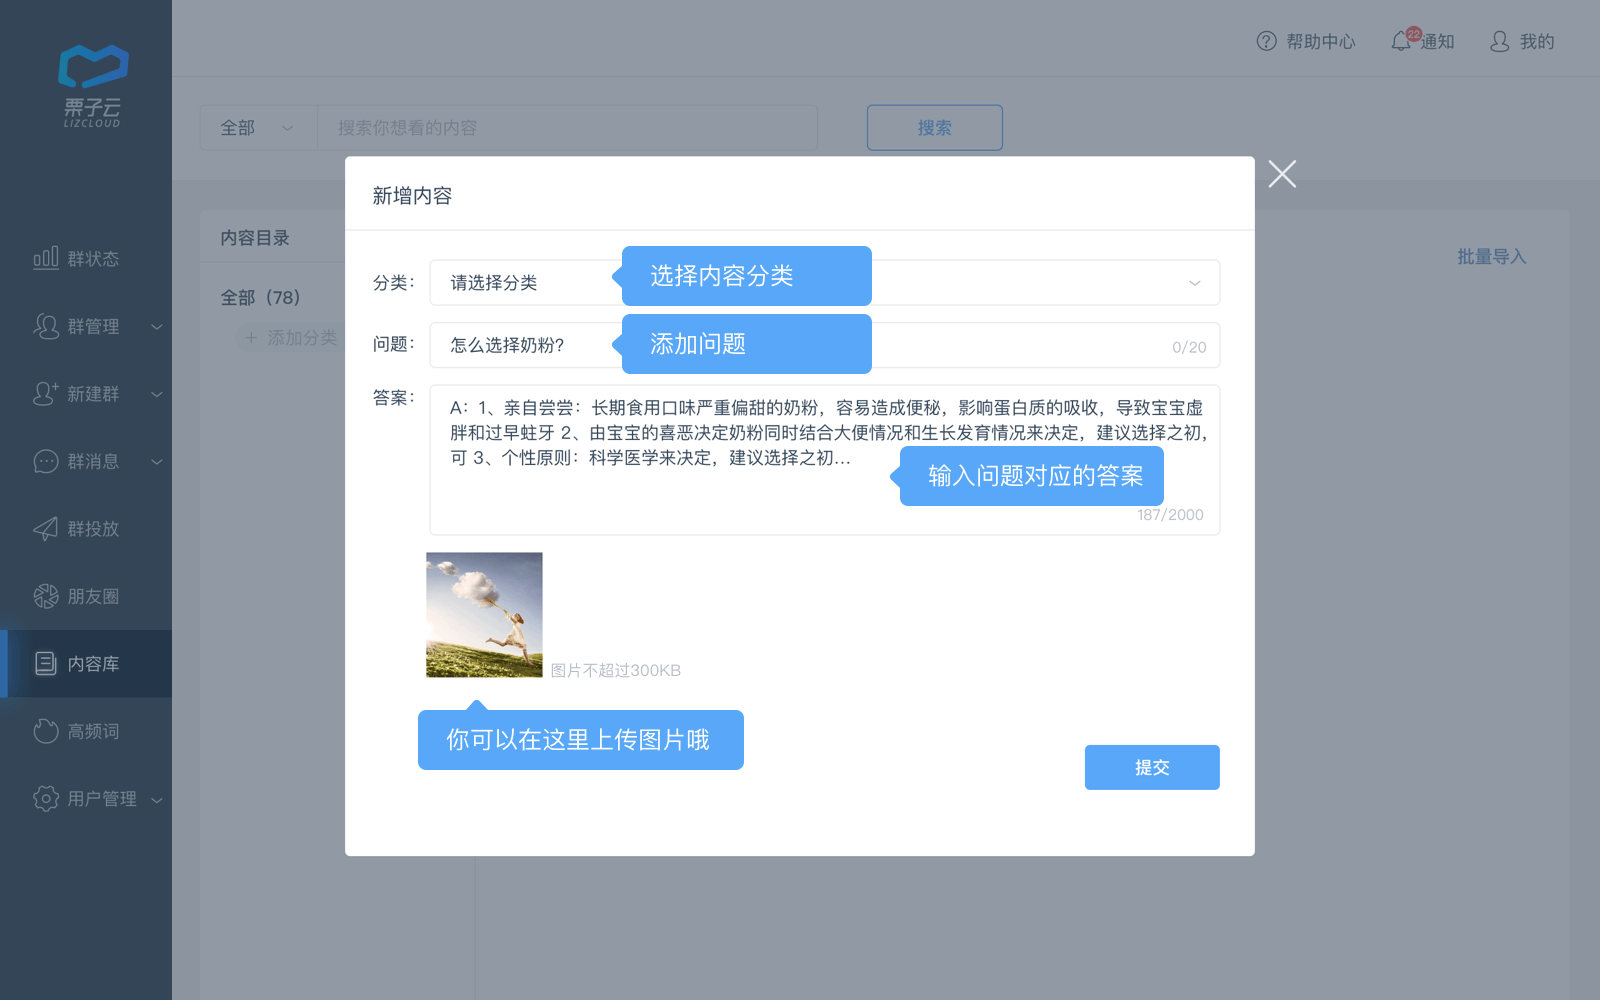 栗子云
LIZCLOUD
帮助中心
22
通知
我的
全部
搜索你想看的内容
搜索
群状态
群管理
新建群
群消息
群投放
朋友圈
内容库
高频词
用户管理
内容目录
全部（78）
+ 添加分类
批量导入
新增内容
分类：
请选择分类
选择内容分类
问题：
怎么选择奶粉?
添加问题
0/20
答案：
A：1、亲自尝尝：长期食用口味严重偏甜的奶粉，容易造成便秘，影响蛋白质的吸收，导致宝宝虚
胖和过早蛀牙 2、由宝宝的喜恶决定奶粉同时结合大便情况和生长发育情况来决定，建议选择之初，
可 3、个性原则：科学医学来决定，建议选择之初...
输入问题对应的答案
187/2000
图片不超过300KB
你可以在这里上传图片哦
提交